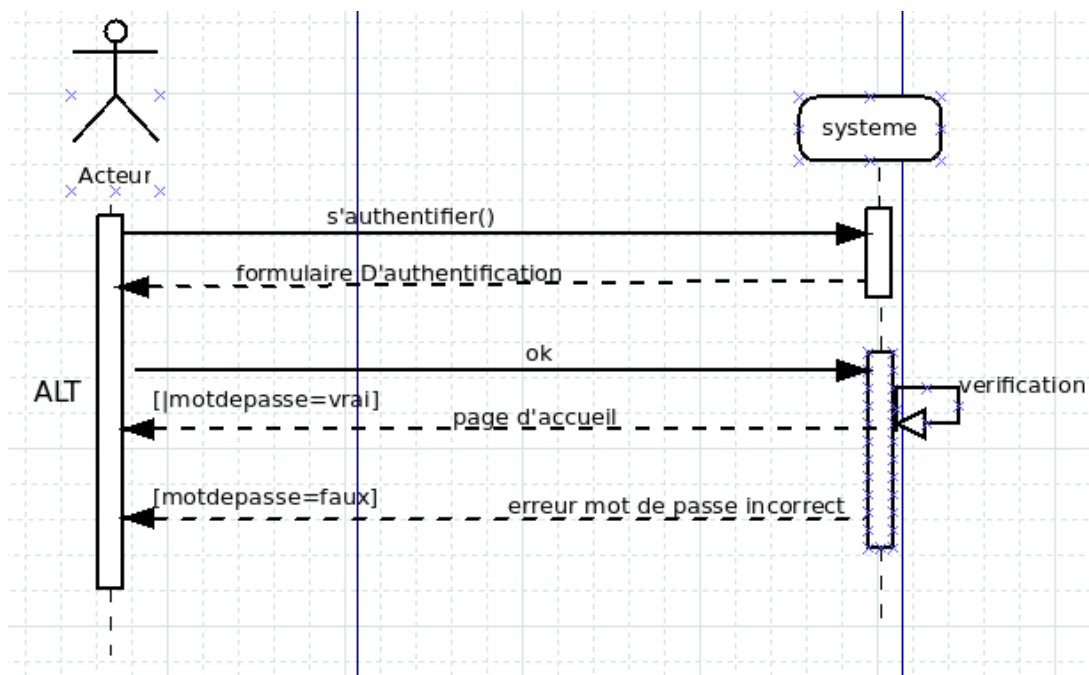 systeme
Acteur
s'authentifier()
formulaire D'authentification
ok
verification
ALT
[|motdepasse=vrai]
page d'accueil
[motdepasse=faux]
erreur mot de passe incorrect